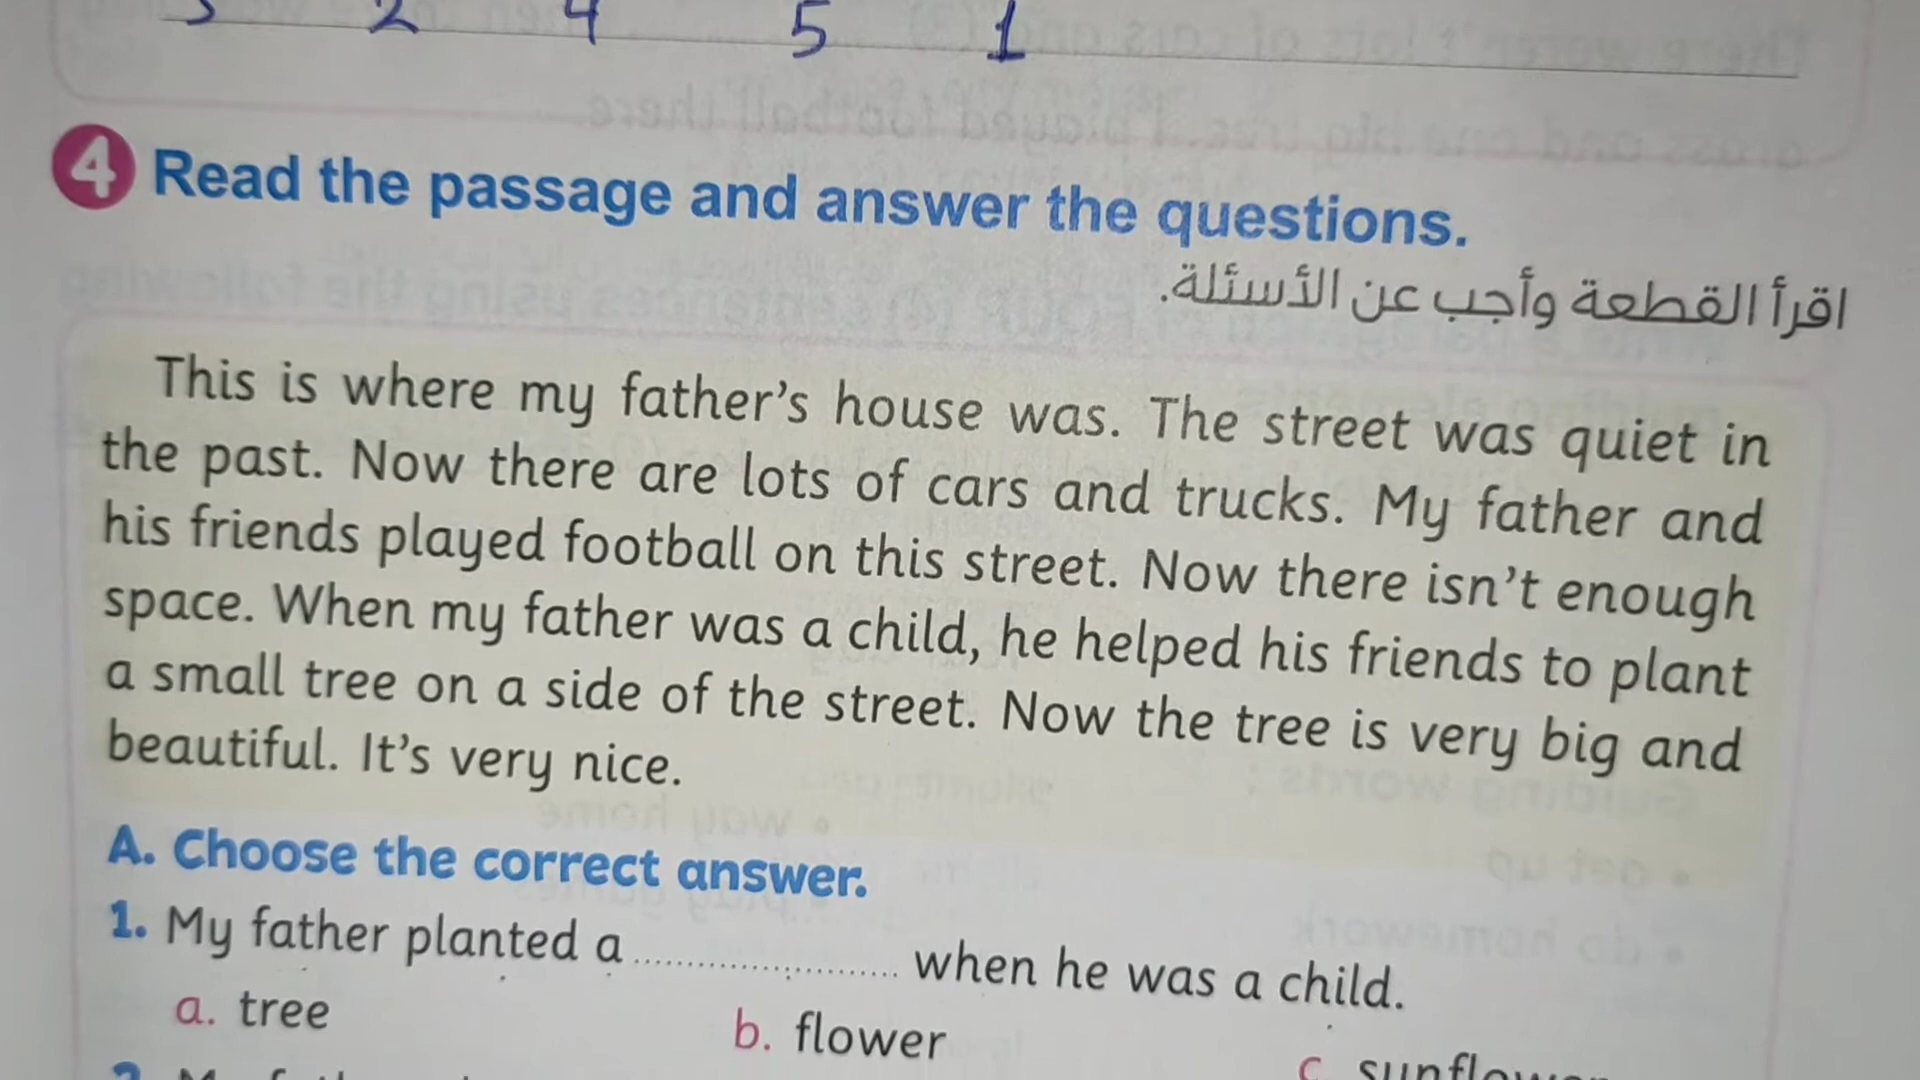 2 4 5 1
4 Read the passage and answer the questions.
اقرأ القطعة وأجب عن الأسئلة.
This is where my father's house was. The street was quiet in
the past. Now there are lots of cars and trucks. My father and
his friends played football on this street. Now there isn't enough
space. When my father was a child, he helped his friends to plant
a small tree on a side of the street. Now the tree is very big and
beautiful. It's very nice.
A. Choose the correct answer.
1. My father planted a .................... when he was a child.
a. tree b. flower c sunflower